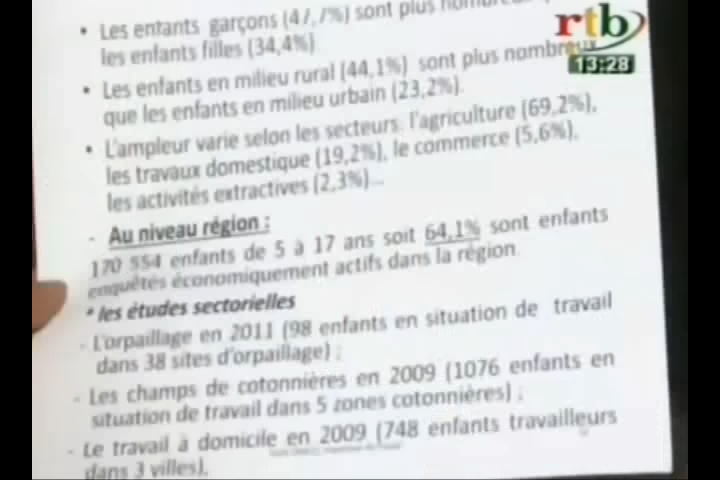 • Les enfants garçons (47,7%) sont plus
les enfants filles (34,4%)
• Les enfants en milieu rural (44,1%) sont plus nombreux
que les enfants en milieu urbain (23,2%).
• L'ampleur varie selon les secteurs: l'agriculture (69,2%),
les travaux domestique (19,2%), le commerce (5,6%),
les activités extractives (2,3%)...
- Au niveau région :
170 554 enfants de 5 à 17 ans soit 64,1% sont enfants
enquêtés économiquement actifs dans la région.
* les études sectorielles
- L'orpaillage en 2011 (98 enfants en situation de travail
dans 38 sites d'orpaillage) ;
- Les champs de cotonnières en 2009 (1076 enfants en
situation de travail dans 5 zones cotonnières) ;
- Le travail à domicile en 2009 (748 enfants travailleurs
dans 3 villes),
rtb
13:28